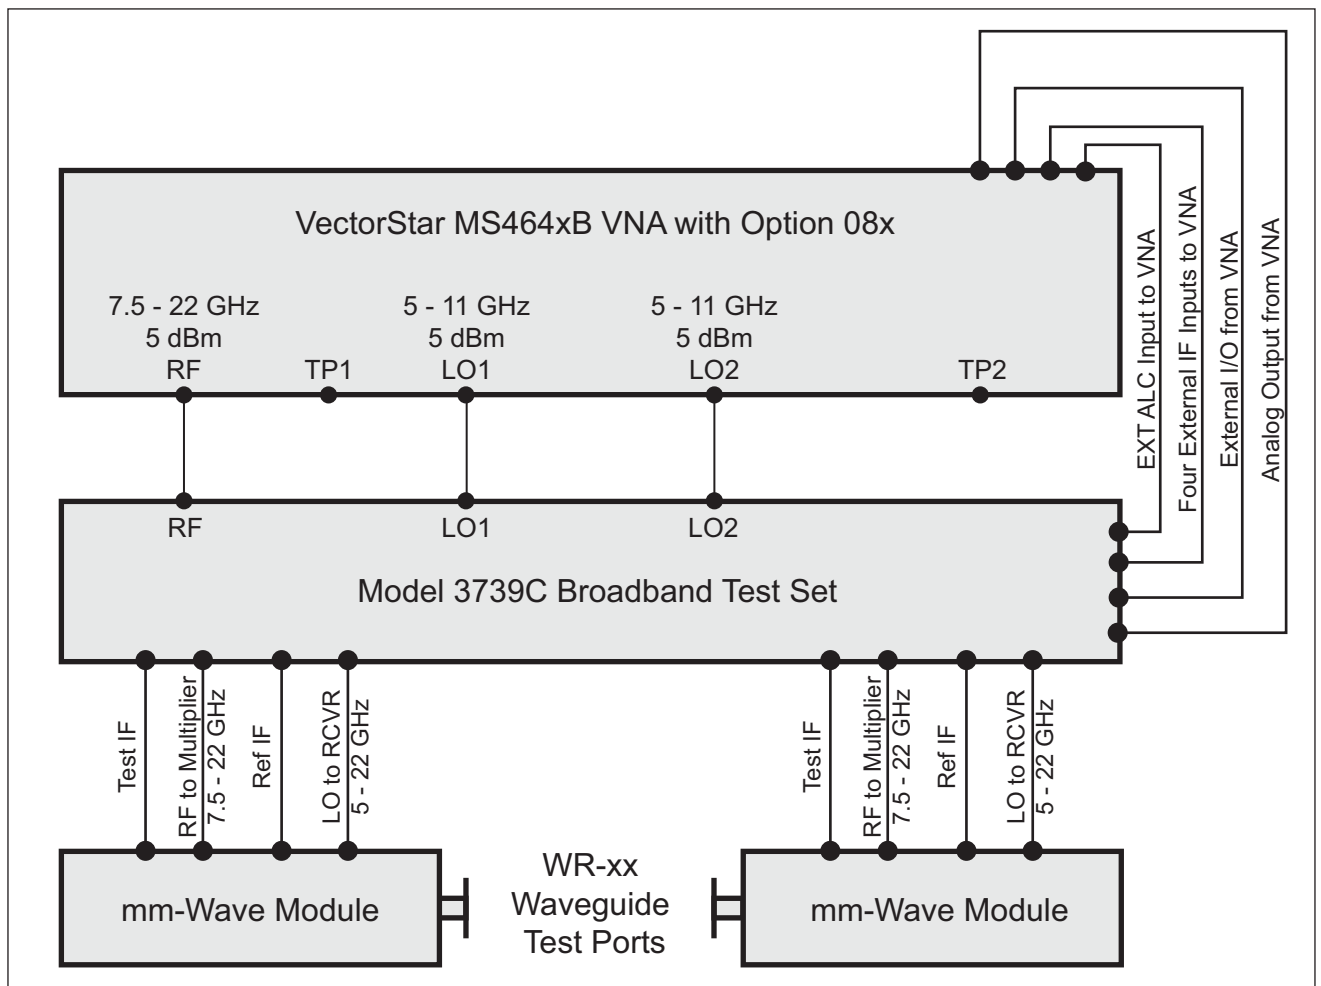 VectorStar MS464xB VNA with Option 08x
7.5 - 22 GHz
5 dBm
RF
TP1
5 - 11 GHz
5 dBm
LO1
5 - 11 GHz
5 dBm
LO2
TP2
EXT ALC Input to VNA
Four External IF Inputs to VNA
External I/O from VNA
Analog Output from VNA
RF
LO1
LO2
Model 3739C Broadband Test Set
Test IF
RF to Multiplier
7.5 - 22 GHz
Ref IF
LO to RCVR
5 - 22 GHz
Test IF
RF to Multiplier
7.5 - 22 GHz
Ref IF
LO to RCVR
5 - 22 GHz
mm-Wave Module
WR-xx
Waveguide
Test Ports
mm-Wave Module